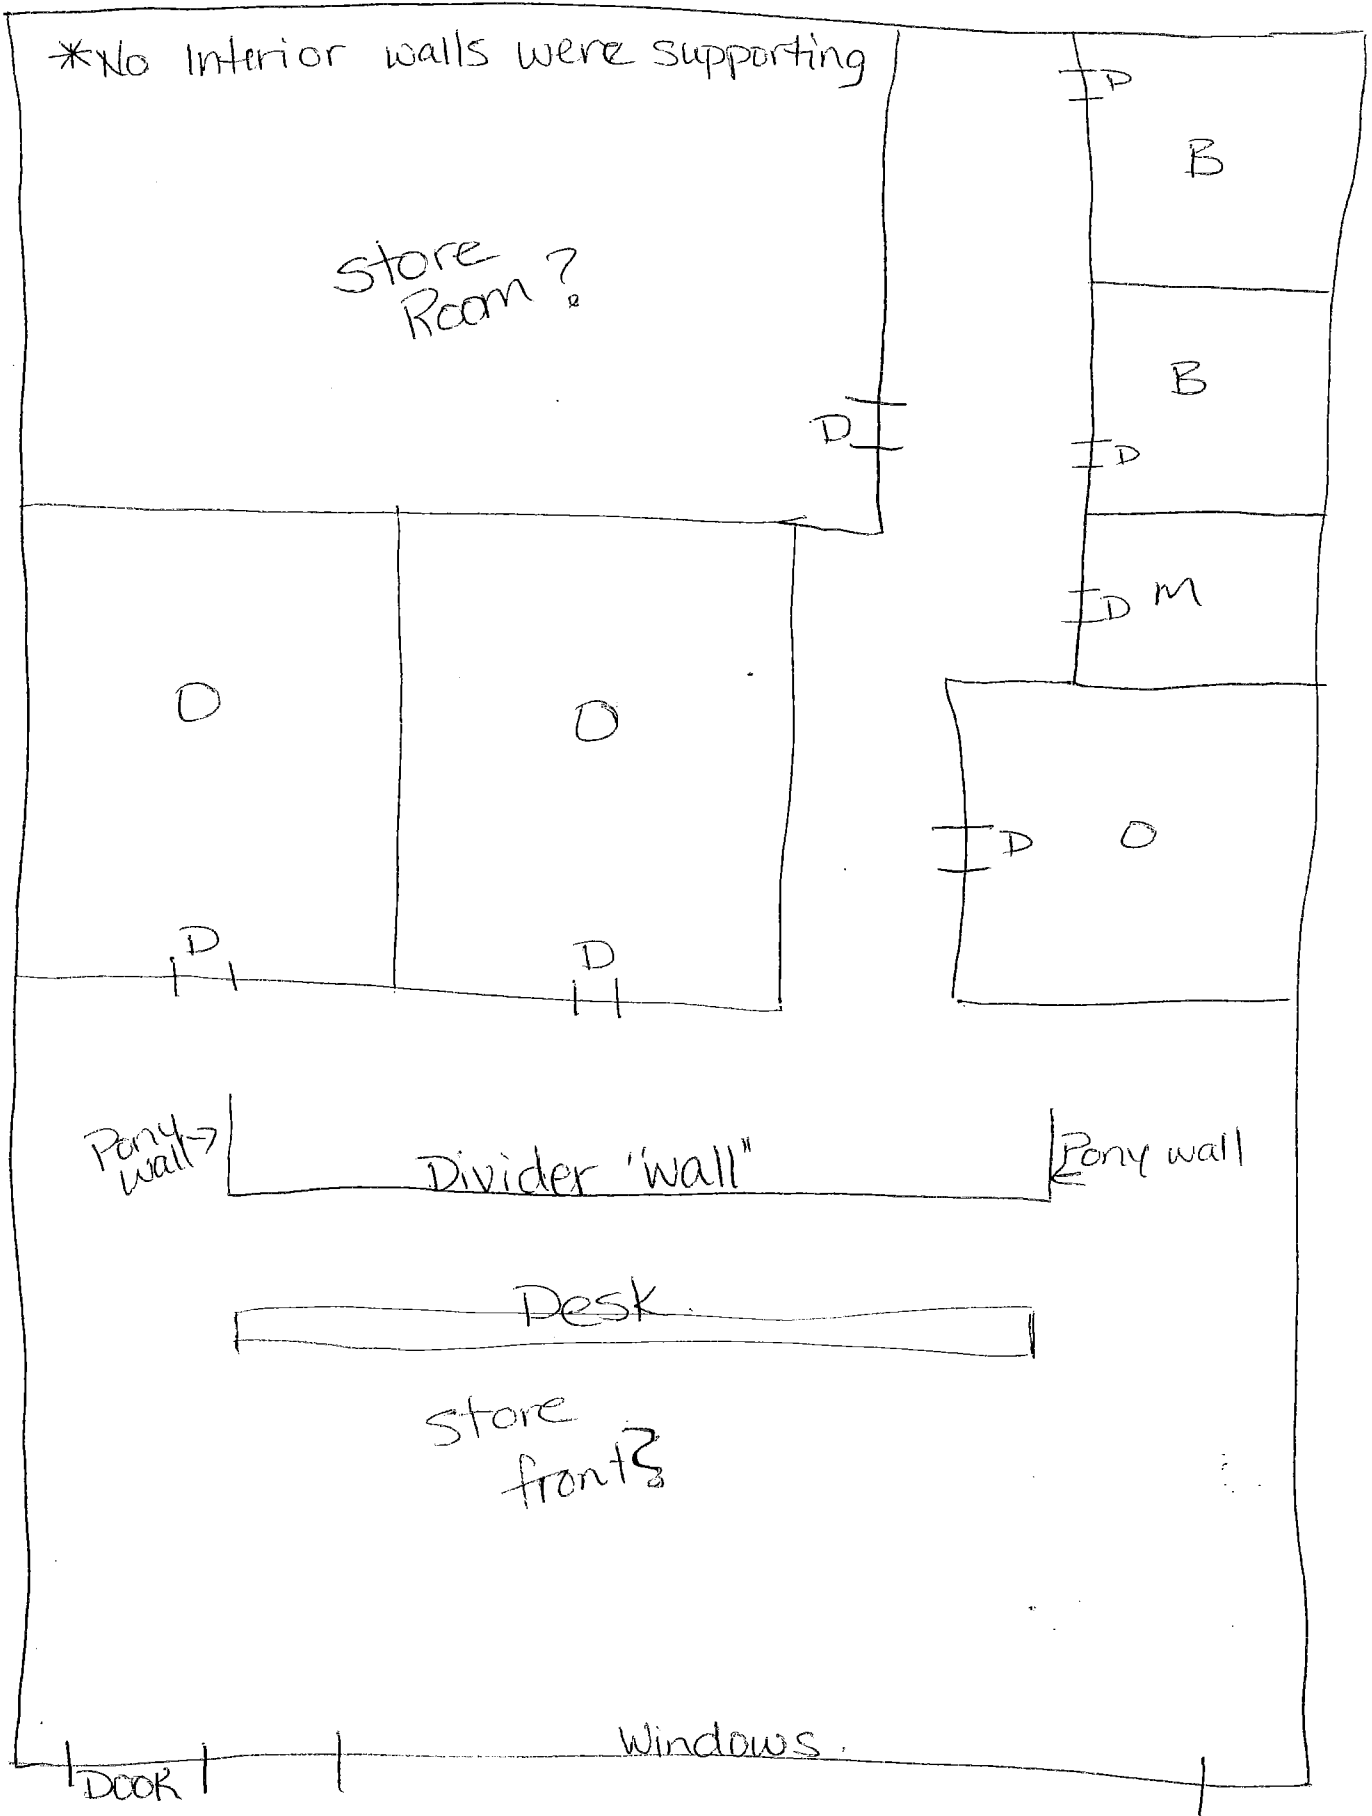 *No Interior walls were supporting
D
B
Store
Room?
B
D
D
D
M
O
O
D
O
D
D
Pony
wall
Divider "wall"
Pony wall
Desk
Store
front?
Windows
DOOR